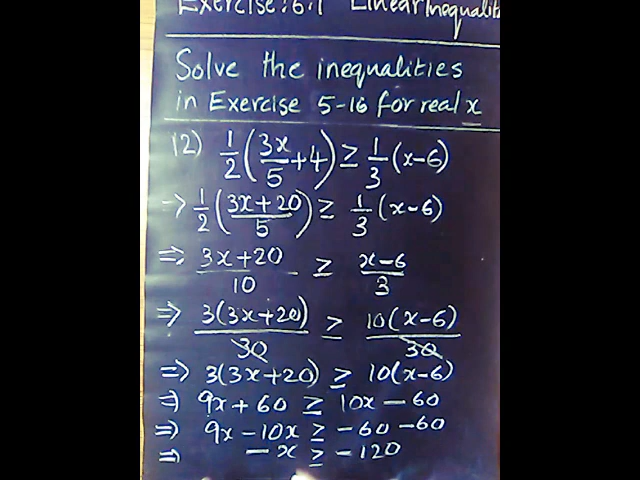 Exercise: 6.1 Linear Inequalit
Solve the inequalities
in Exercise 5-16 for real x
12) 1/2 (3x/5 + 4) ≥ 1/3 (x-6)
⇒ 1/2 (3x+20/5) ≥ 1/3 (x-6)
⇒ 3x+20/10 ≥ x-6/3
⇒ 3(3x+20)/30 ≥ 10(x-6)/30
⇒ 3(3x+20) ≥ 10(x-6)
⇒ 9x + 60 ≥ 10x - 60
⇒ 9x - 10x ≥ -60 -60
⇒ -x ≥ -120